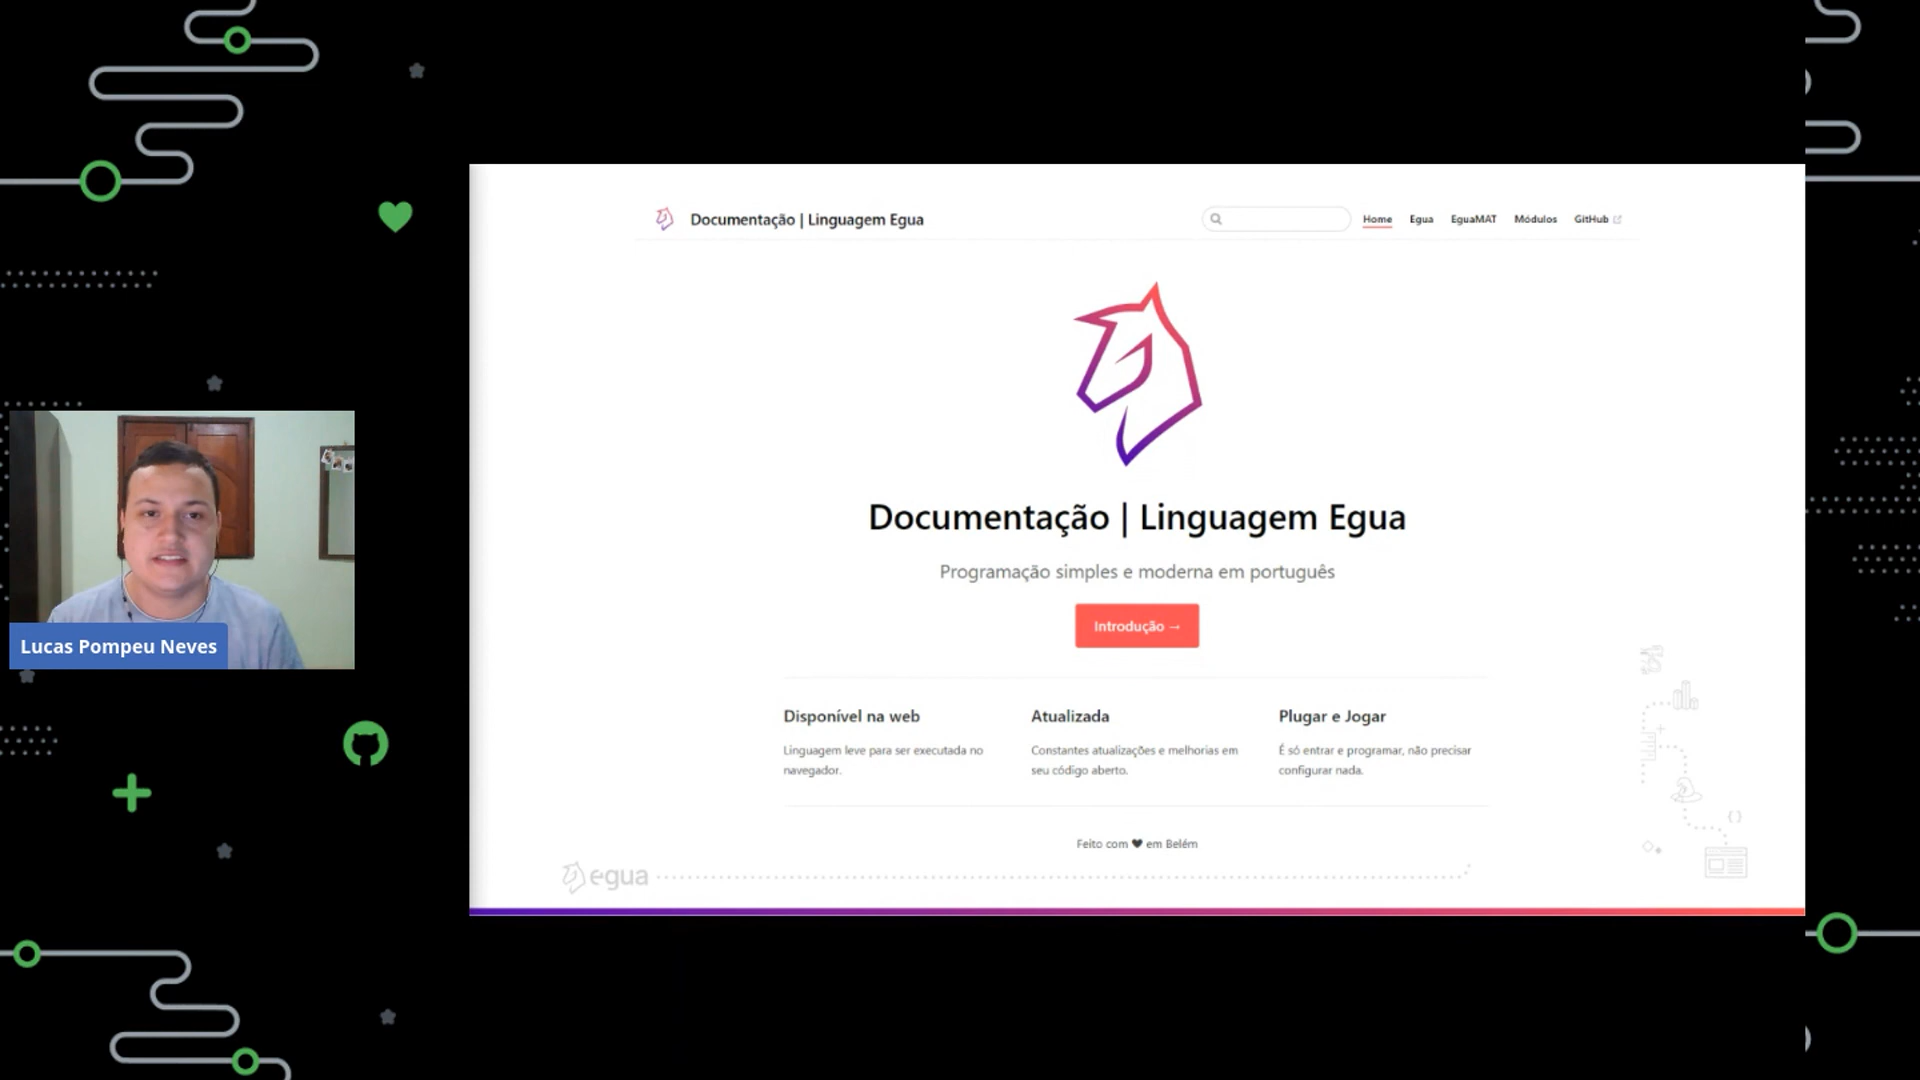 Documentação | Linguagem Egua
Home Egua EguaMAT Módulos GitHub
Documentação | Linguagem Egua
Programação simples e moderna em português
Introdução →
Disponível na web
Linguagem leve para ser executada no
navegador.
Atualizada
Constantes atualizações e melhorias em
seu código aberto.
Plugar e Jogar
É só entrar e programar, não precisar
configurar nada.
Feito com ♥ em Belém
egua
Lucas Pompeu Neves